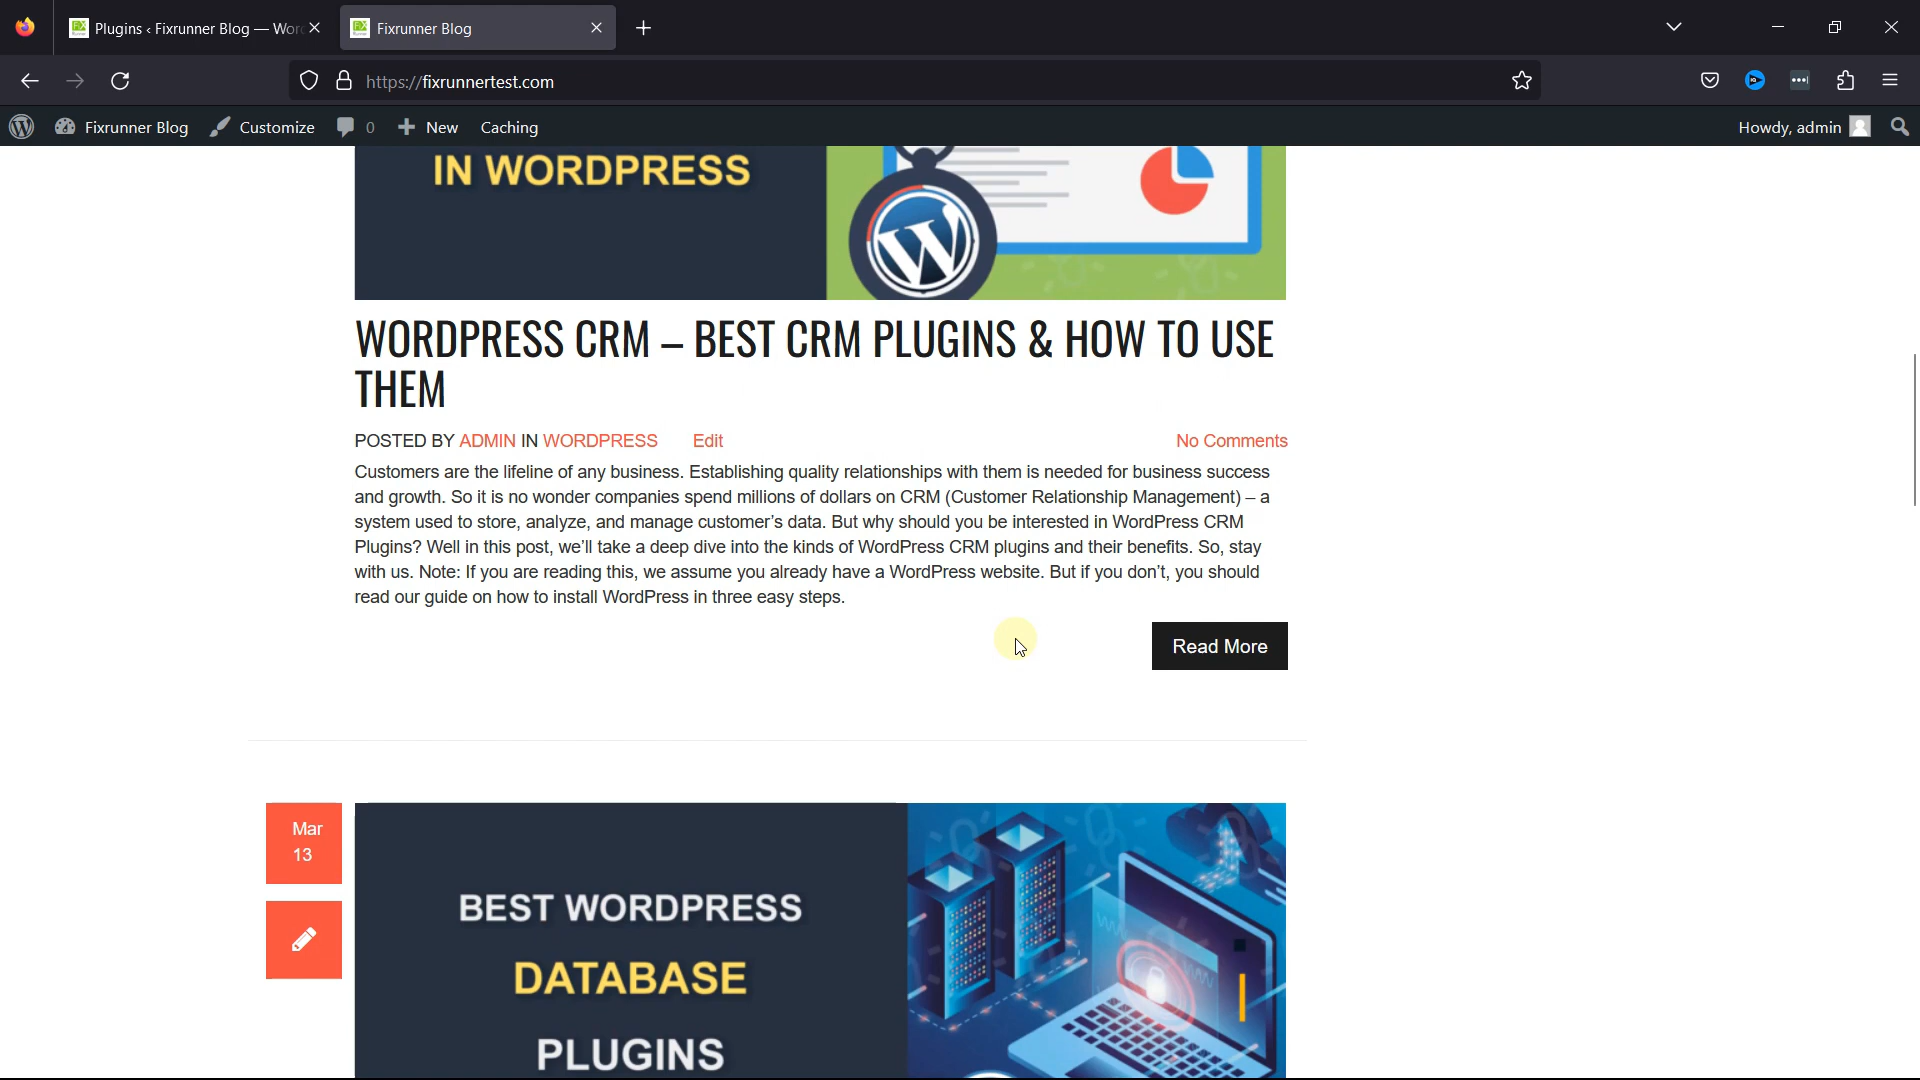 Plugins ‹ Fixrunner Blog — Wor
Fixrunner Blog
https://fixrunnertest.com
Fixrunner Blog
Customize
0
New
Caching
Howdy, admin
IN WORDPRESS
WORDPRESS CRM – BEST CRM PLUGINS & HOW TO USE
THEM
POSTED BY ADMIN IN WORDPRESS Edit
No Comments
Customers are the lifeline of any business. Establishing quality relationships with them is needed for business success
and growth. So it is no wonder companies spend millions of dollars on CRM (Customer Relationship Management) – a
system used to store, analyze, and manage customer's data. But why should you be interested in WordPress CRM
Plugins? Well in this post, we'll take a deep dive into the kinds of WordPress CRM plugins and their benefits. So, stay
with us. Note: If you are reading this, we assume you already have a WordPress website. But if you don't, you should
read our guide on how to install WordPress in three easy steps.
Read More
Mar
13
BEST WORDPRESS
DATABASE
PLUGINS